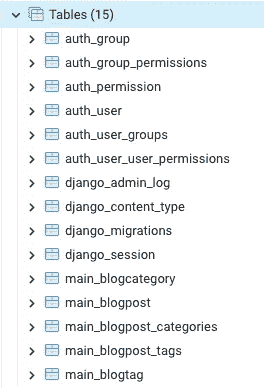 Tables (15)
auth_group
auth_group_permissions
auth_permission
auth_user
auth_user_groups
auth_user_user_permissions
django_admin_log
django_content_type
django_migrations
django_session
main_blogcategory
main_blogpost
main_blogpost_categories
main_blogpost_tags
main_blogtag